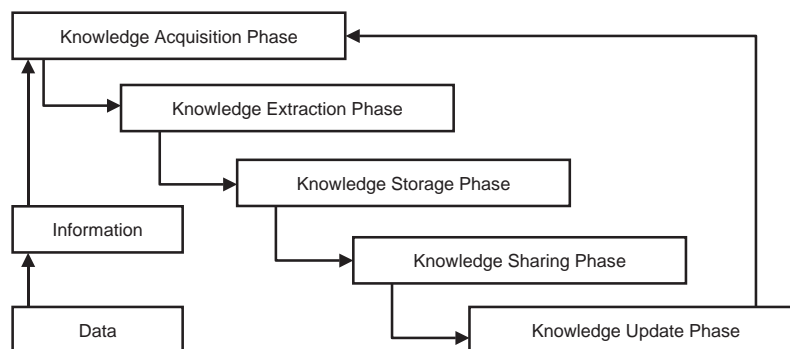 Knowledge Acquisition Phase
Knowledge Extraction Phase
Knowledge Storage Phase
Information
Knowledge Sharing Phase
Data
Knowledge Update Phase